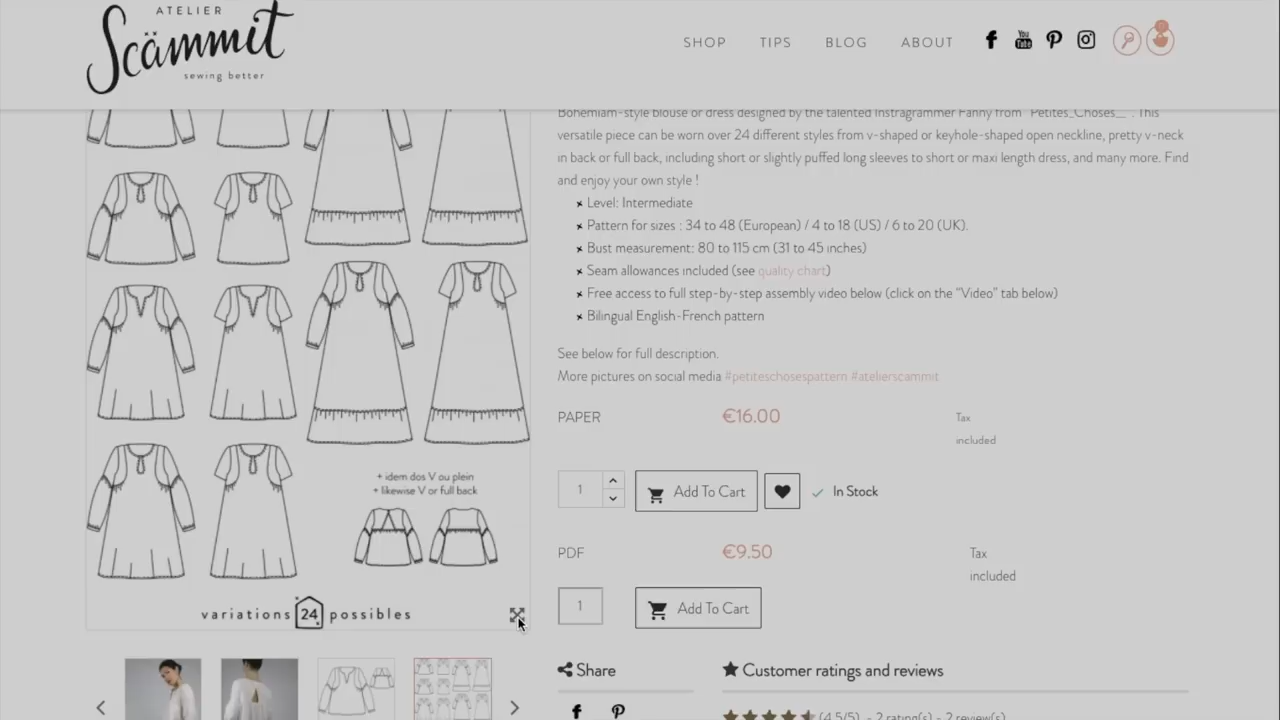 ATELIER
Scämmit
sewing better
SHOP
TIPS
BLOG
ABOUT
You
Tube
Bohemiam-style blouse or dress designed by the talented Instragrammer Fanny from "Petites_Choses__". This
versatile piece can be worn over 24 different styles from v-shaped or keyhole-shaped open neckline, pretty v-neck
in back or full back, including short or slightly puffed long sleeves to short or maxi length dress, and many more. Find
and enjoy your own style !
Level: Intermediate
Pattern for sizes : 34 to 48 (European) / 4 to 18 (US) / 6 to 20 (UK).
Bust measurement: 80 to 115 cm (31 to 45 inches)
Seam allowances included (see quality chart)
Free access to full step-by-step assembly video below (click on the "Video" tab below)
Bilingual English-French pattern
See below for full description.
More pictures on social media #petiteschosespattern #atelierscammit
PAPER
€16.00
Tax
included
1
Add To Cart
In Stock
PDF
€9.50
Tax
included
1
Add To Cart
+ idem dos V ou plein
+ likewise V or full back
variations 24 possibles
Share
Customer ratings and reviews
(4.5/5) - 2 rating(s) - 2 review(s)